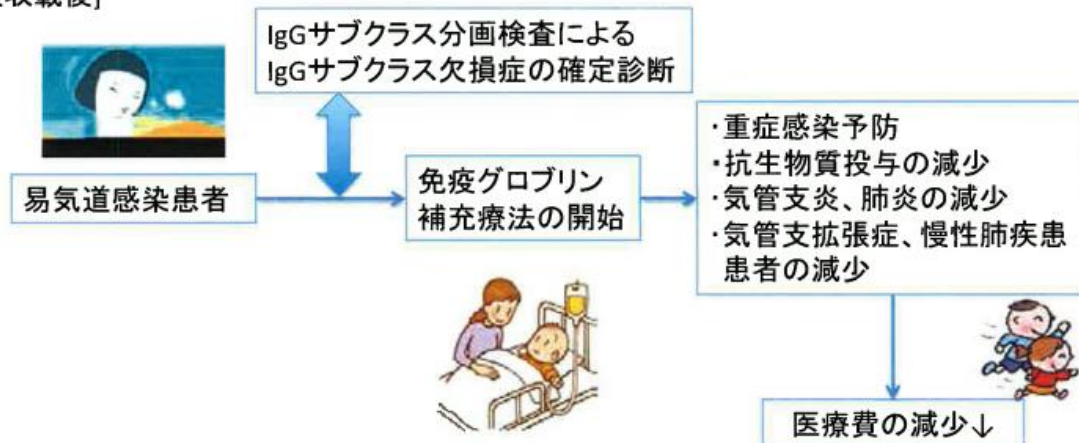 収載後]
IgGサブクラス分画検査による
IgGサブクラス欠損症の確定診断
易気道感染患者
免疫グロブリン
補充療法の開始
・重症感染予防
・抗生物質投与の減少
・気管支炎、肺炎の減少
・気管支拡張症、慢性肺疾患
患者の減少
医療費の減少↓